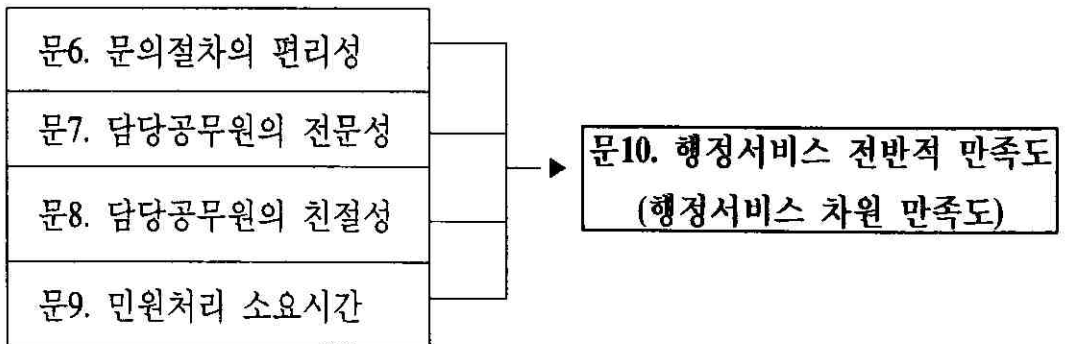 문6. 문의절차의 편리성
문7. 담당공무원의 전문성
문8. 담당공무원의 친절성
문9. 민원처리 소요시간
문10. 행정서비스 전반적 만족도
(행정서비스 차원 만족도)